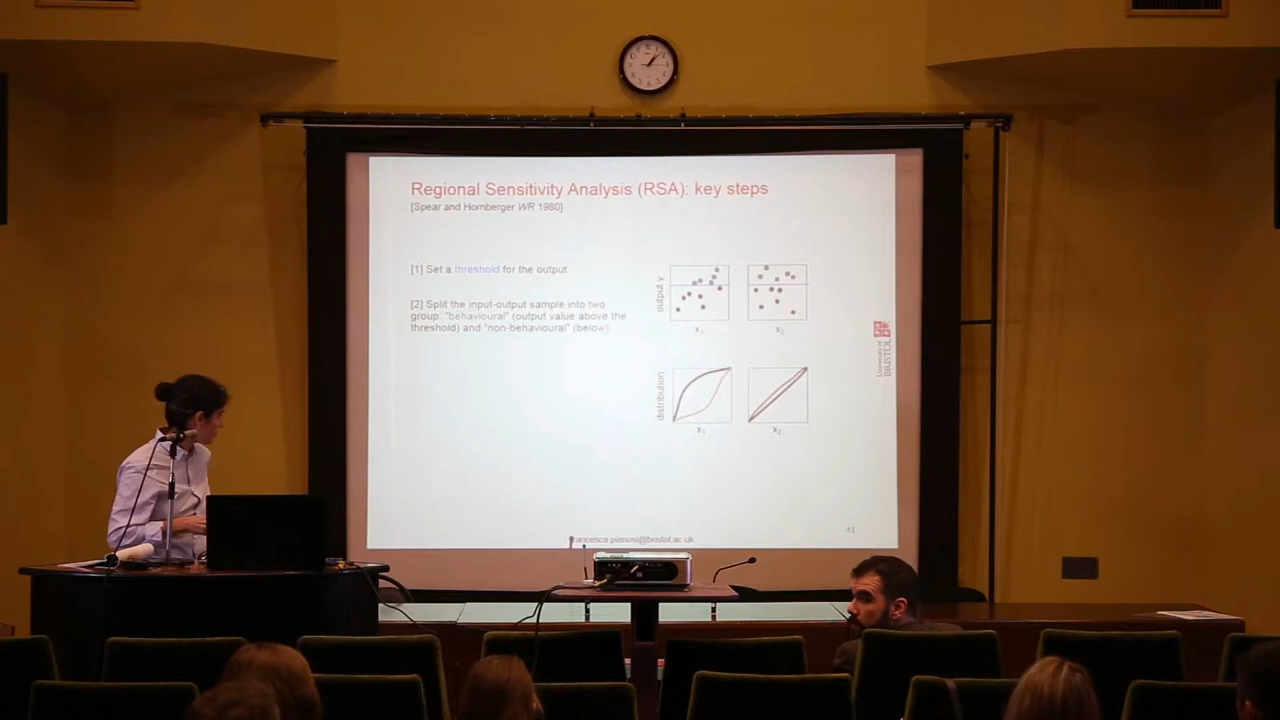 Regional Sensitivity Analysis (RSA): key steps
[Spear and Hornberger WR 1980]
[1] Set a threshold for the output
[2] Split the input-output sample into two
group: "behavioural" (output value above the
threshold) and "non-behavioural" (below)
output y
x1
x2
distribution
x1
x2
University of
BRISTOL
41
francesca.pianosi@bristol.ac.uk